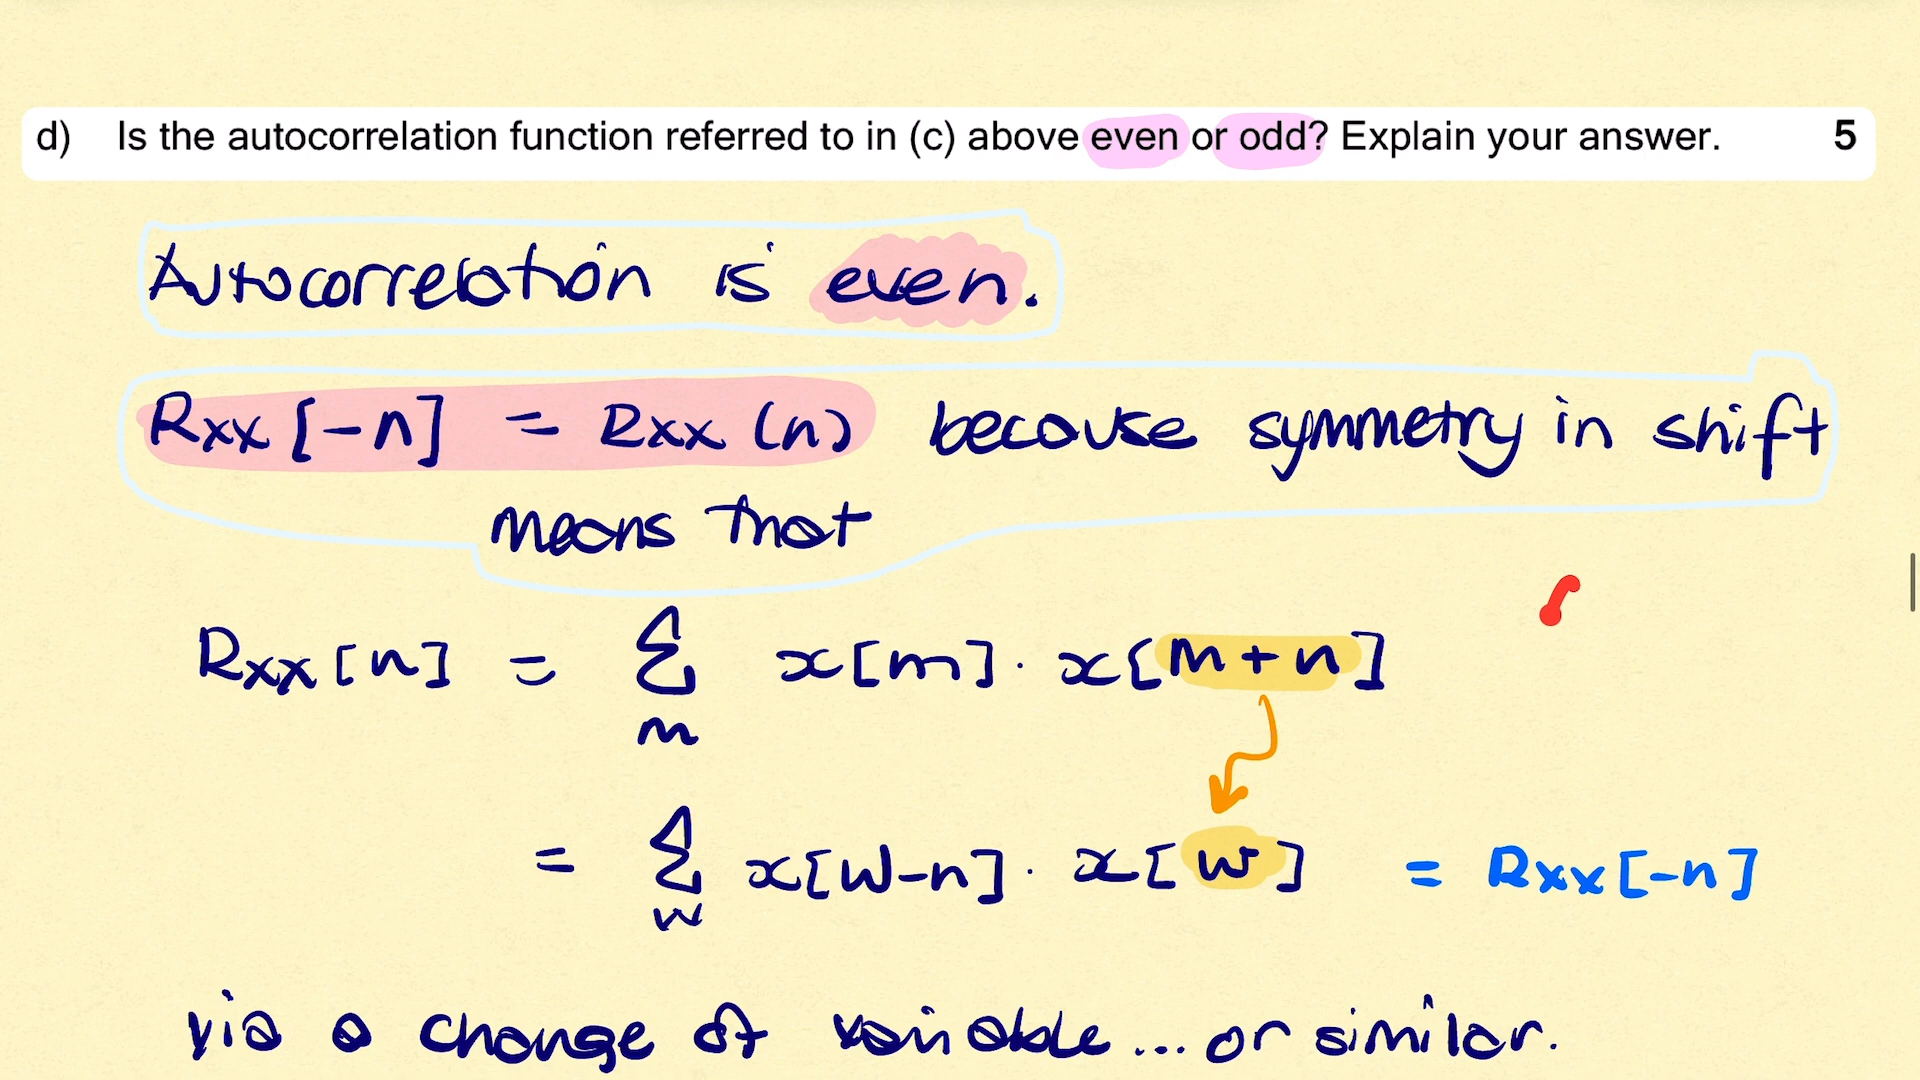 d) Is the autocorrelation function referred to in (c) above even or odd? Explain your answer. 5
Autocorrelation is even.
Rxx [-n] = Rxx (n) because symmetry in shift
means that
Rxx [n] = Σ x[m] · x[m+n]
m
= Σ x[w-n] · x[w] = Rxx[-n]
w
via a change of variable... or similar.